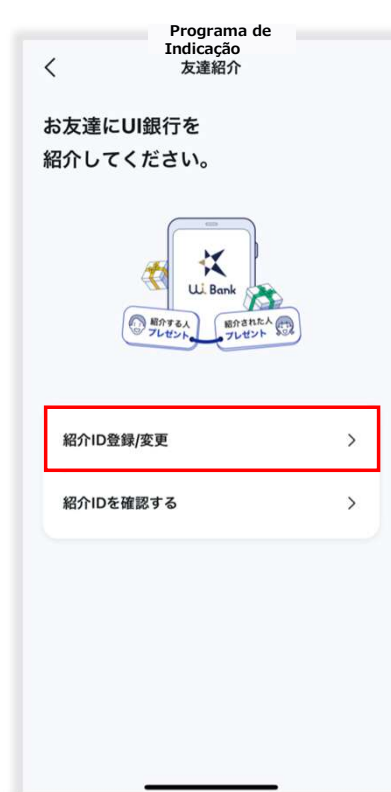 Programa de
Indicação
友達紹介
お友達にUI銀行を
紹介してください。
Ui Bank
紹介する人
プレゼント
紹介された人
プレゼント
紹介ID登録/変更
紹介IDを確認する